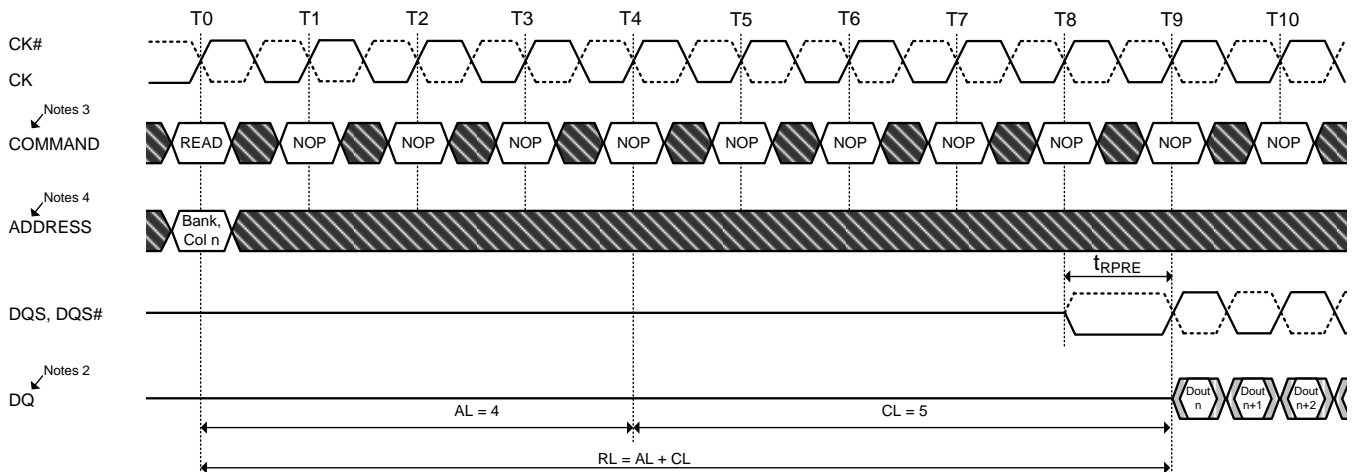 T0 T1 T2 T3 T4 T5 T6 T7 T8 T9 T10
CK#
CK
Notes 3
COMMAND
READ NOP NOP NOP NOP NOP NOP NOP NOP NOP NOP
Notes 4
ADDRESS
Bank,
Col n
tRPRE
DQS, DQS#
Notes 2
DQ
Dout
n
Dout
n+1
Dout
n+2
AL = 4
CL = 5
RL = AL + CL